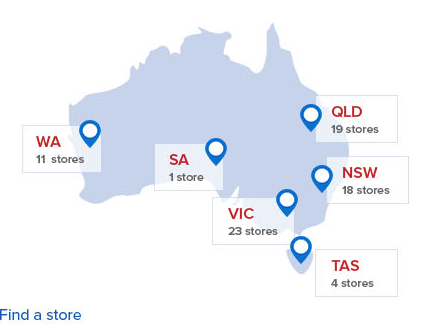 QLD
19 stores
WA
11 stores
SA
1 store
NSW
18 stores
VIC
23 stores
TAS
4 stores
Find a store